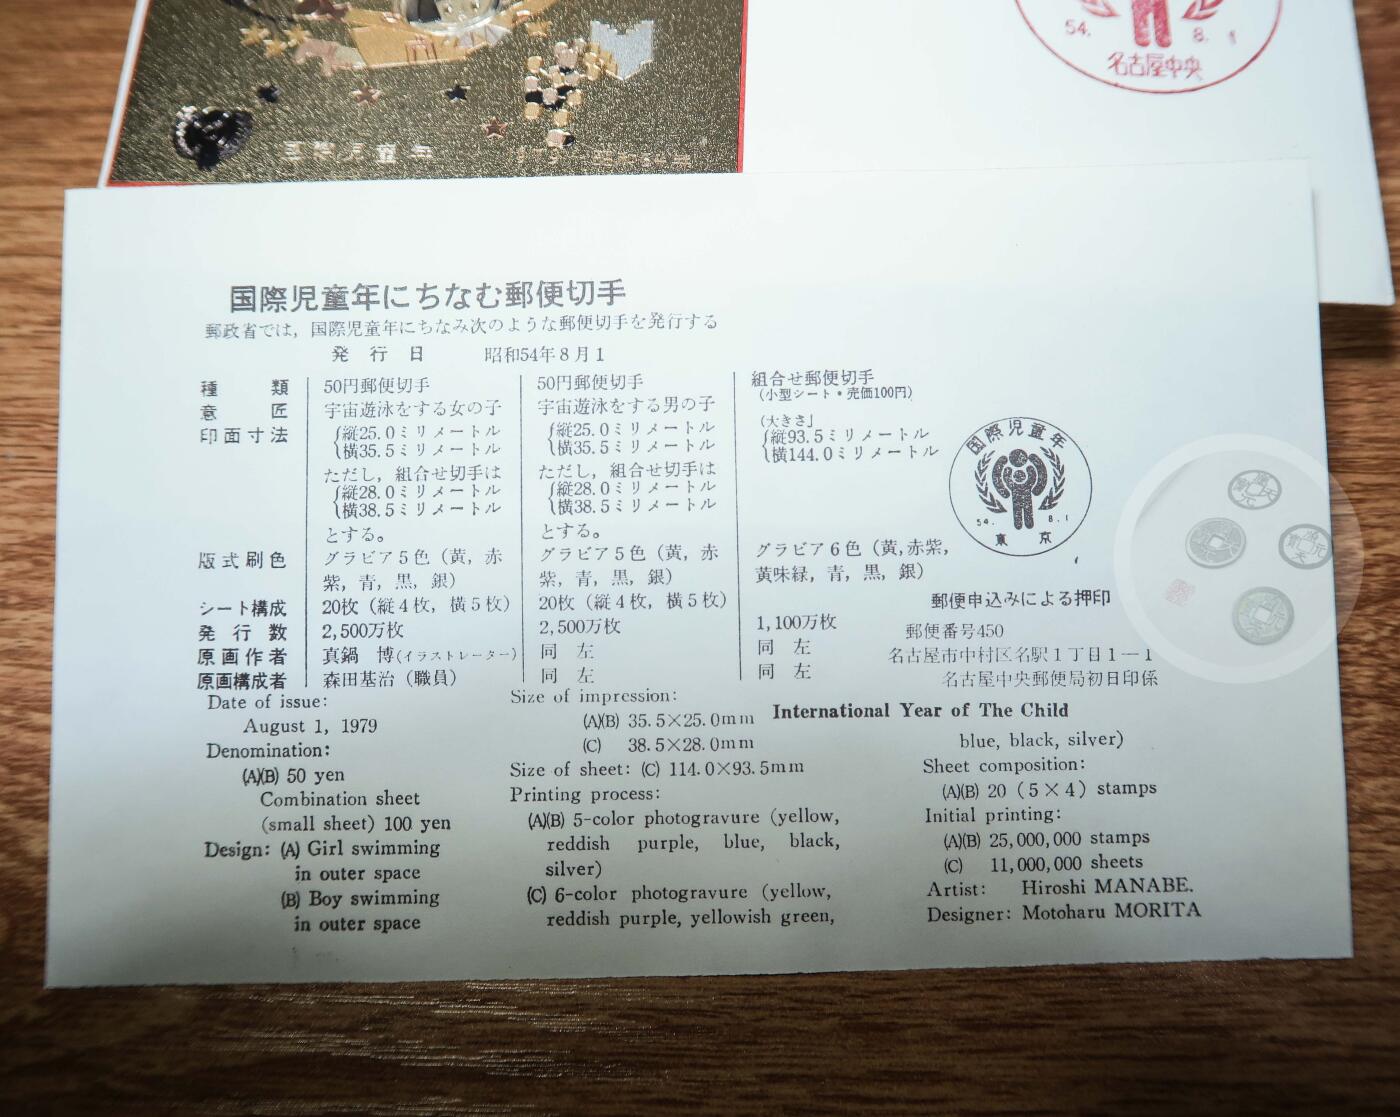 54. 8. 1
名古屋中央
国際児童年
国際児童年にちなむ郵便切手
郵政省では，国際児童年にちなみ次のような郵便切手を発行する
発行日 昭和54年8月1
種類 50円郵便切手 50円郵便切手 組合せ郵便切手
(小型シート・売価100円)
意匠 宇宙遊泳をする女の子 宇宙遊泳をする男の子
印面寸法 縦25.0ミリメートル 縦25.0ミリメートル (大きさ」
横35.5ミリメートル 横35.5ミリメートル 縦93.5ミリメートル
横144.0ミリメートル
ただし，組合せ切手は ただし，組合せ切手は
縦28.0ミリメートル 縦28.0ミリメートル
横38.5ミリメートル 横38.5ミリメートル
とする。 とする。
国際児童年
54. 8.1
東京
版式刷色 グラビア5色（黄，赤 グラビア5色（黄，赤 グラビア6色（黄,赤紫,
紫，青，黒，銀） 紫，青，黒，銀） 黄味緑，青，黒，銀）
シート構成 20枚（縦4枚，横5枚） 20枚（縦4枚，横5枚）
発行数 2,500万枚 2,500万枚 1,100万枚
原画作者 真鍋 博(イラストレーター) 同左 同左
原画構成者 森田基治（職員） 同左 同左
郵便申込みによる押印
郵便番号450
名古屋市中村区名駅1丁目1―1
名古屋中央郵便局初日印係
International Year of The Child
Date of issue:
August 1, 1979
Denomination:
(A)(B) 50 yen
Combination sheet
(small sheet) 100 yen
Design: (A) Girl swimming
in outer space
(B) Boy swimming
in outer space
Size of impression:
(A)(B) 35.5×25.0mm
(C) 38.5×28.0mm
Size of sheet: (C) 114.0×93.5mm
Printing process:
(A)(B) 5-color photogravure (yellow,
reddish purple, blue, black,
silver)
(C) 6-color photogravure (yellow,
reddish purple, yellowish green,
blue, black, silver)
Sheet composition:
(A)(B) 20 (5×4) stamps
Initial printing:
(A)(B) 25,000,000 stamps
(C) 11,000,000 sheets
Artist: Hiroshi MANABE.
Designer: Motoharu MORITA